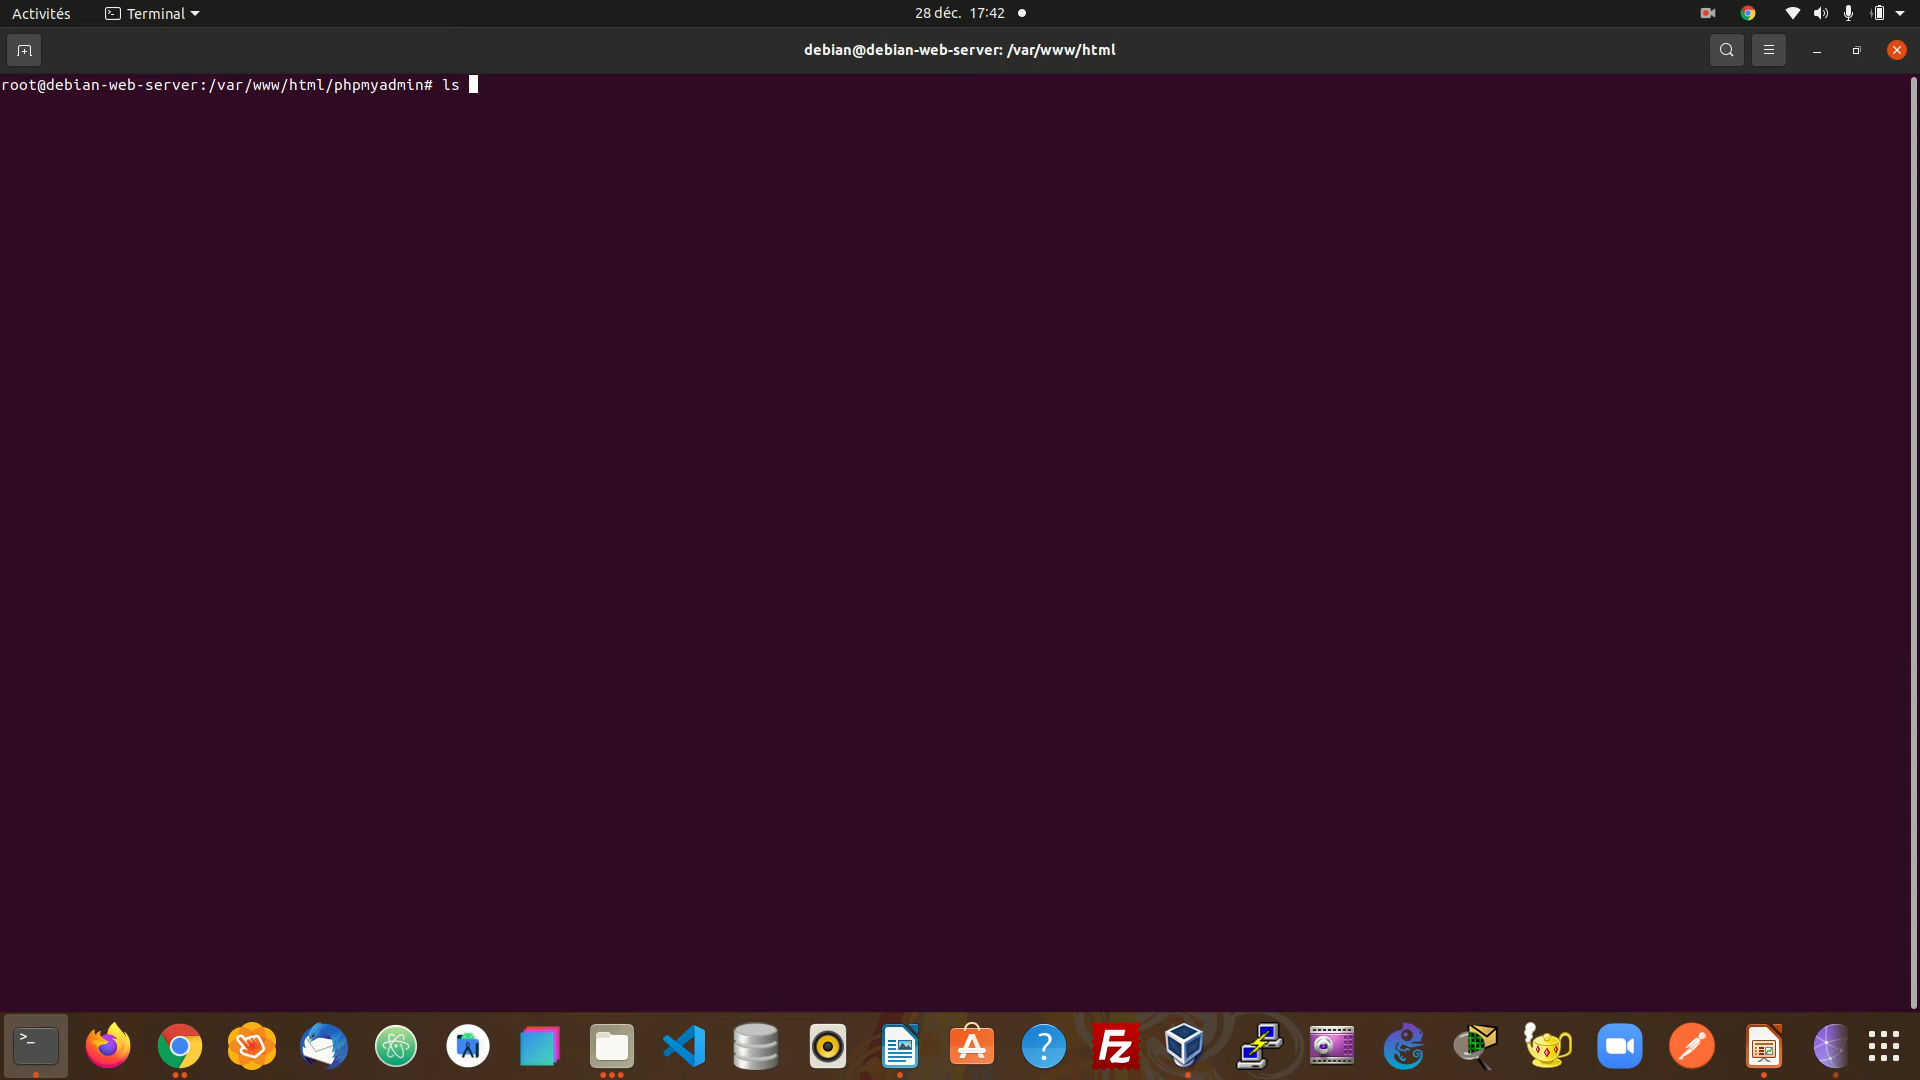 Activités Terminal 28 déc. 17:42
debian@debian-web-server: /var/www/html
root@debian-web-server:/var/www/html/phpmyadmin# ls